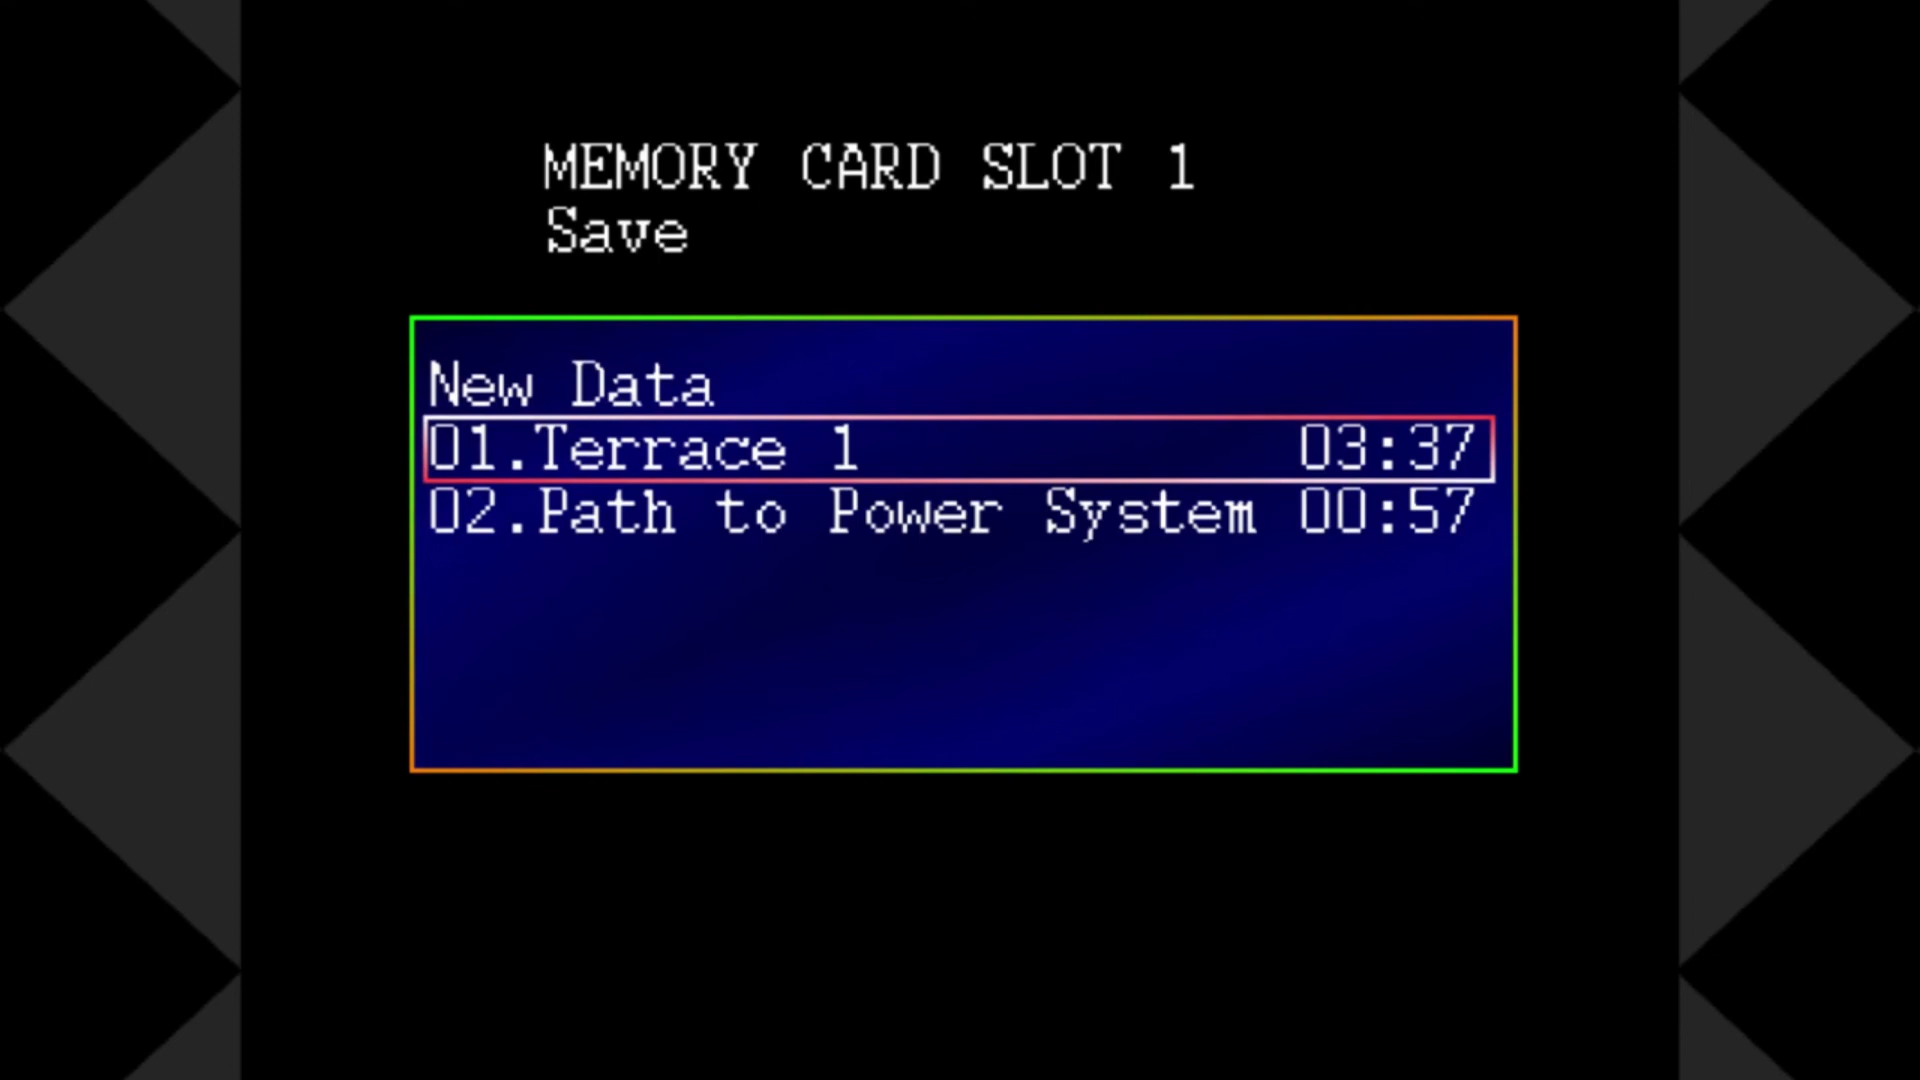 MEMORY CARD SLOT 1
Save
New Data
01.Terrace 1 03:37
02.Path to Power System 00:57